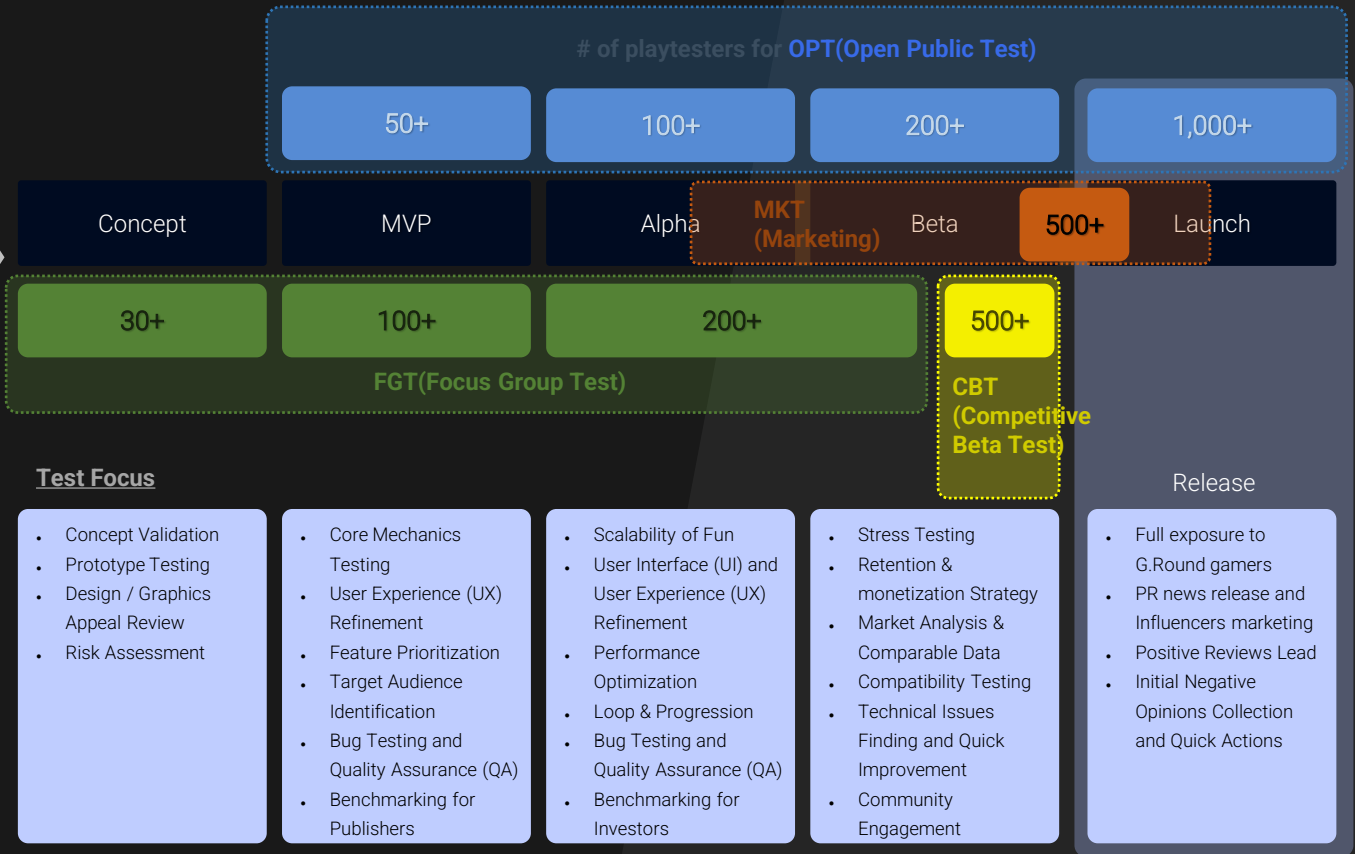 # of playtesters for OPT(Open Public Test)
50+
100+
200+
1,000+
Concept
MVP
Alpha
MKT
(Marketing)
Beta
500+
Launch
30+
100+
200+
500+
FGT(Focus Group Test)
CBT
(Competitive
Beta Test)
Test Focus
Release
• Concept Validation
• Prototype Testing
• Design / Graphics
Appeal Review
• Risk Assessment
• Core Mechanics
Testing
• User Experience (UX)
Refinement
• Feature Prioritization
• Target Audience
Identification
• Bug Testing and
Quality Assurance (QA)
• Benchmarking for
Publishers
• Scalability of Fun
• User Interface (UI) and
User Experience (UX)
Refinement
• Performance
Optimization
• Loop & Progression
• Bug Testing and
Quality Assurance (QA)
• Benchmarking for
Investors
• Stress Testing
• Retention &
monetization Strategy
• Market Analysis &
Comparable Data
• Compatibility Testing
• Technical Issues
Finding and Quick
Improvement
• Community
Engagement
• Full exposure to
G.Round gamers
• PR news release and
Influencers marketing
• Positive Reviews Lead
• Initial Negative
Opinions Collection
and Quick Actions